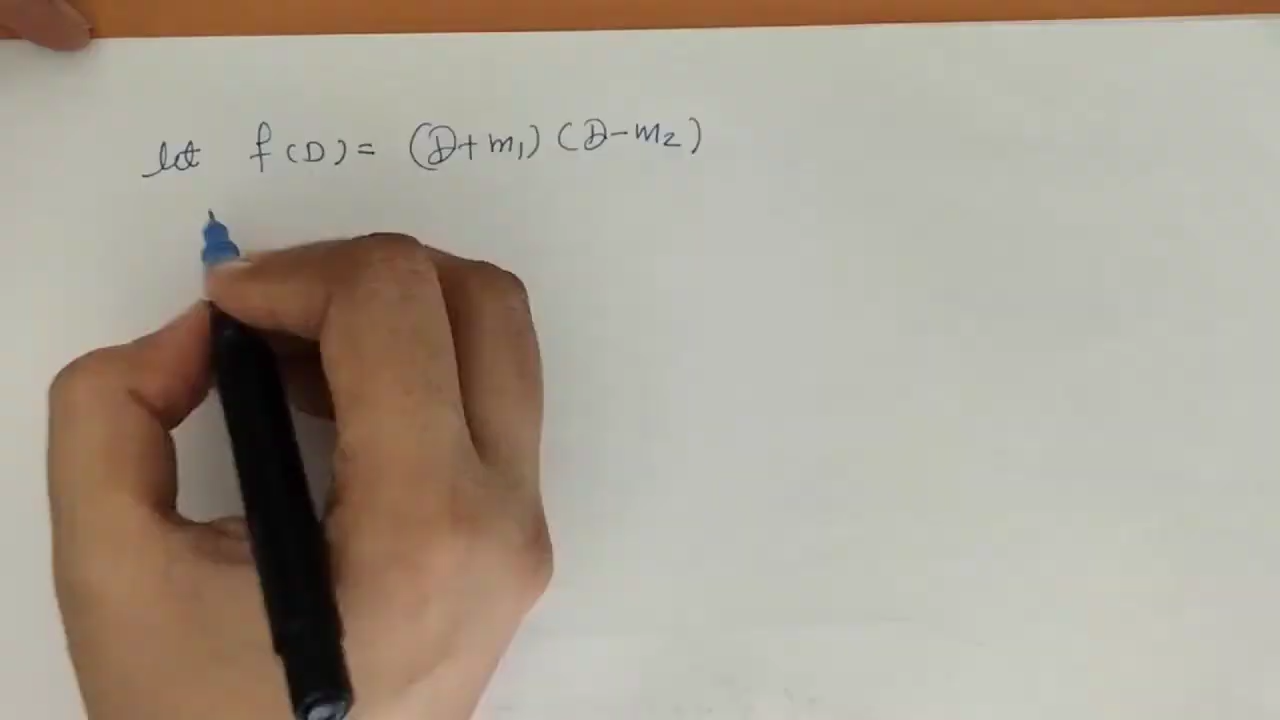 let f(D) = (D+m₁) (D-m₂)